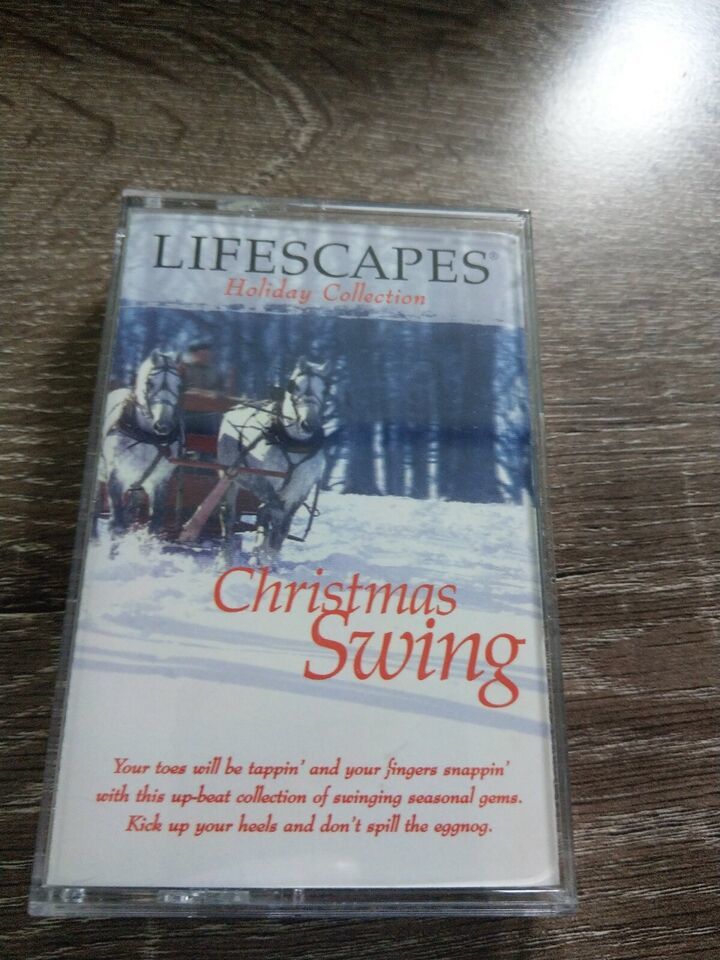 LIFESCAPES®
Holiday Collection
Christmas
Swing
Your toes will be tappin' and your fingers snappin'
with this up-beat collection of swinging seasonal gems.
Kick up your heels and don't spill the eggnog.